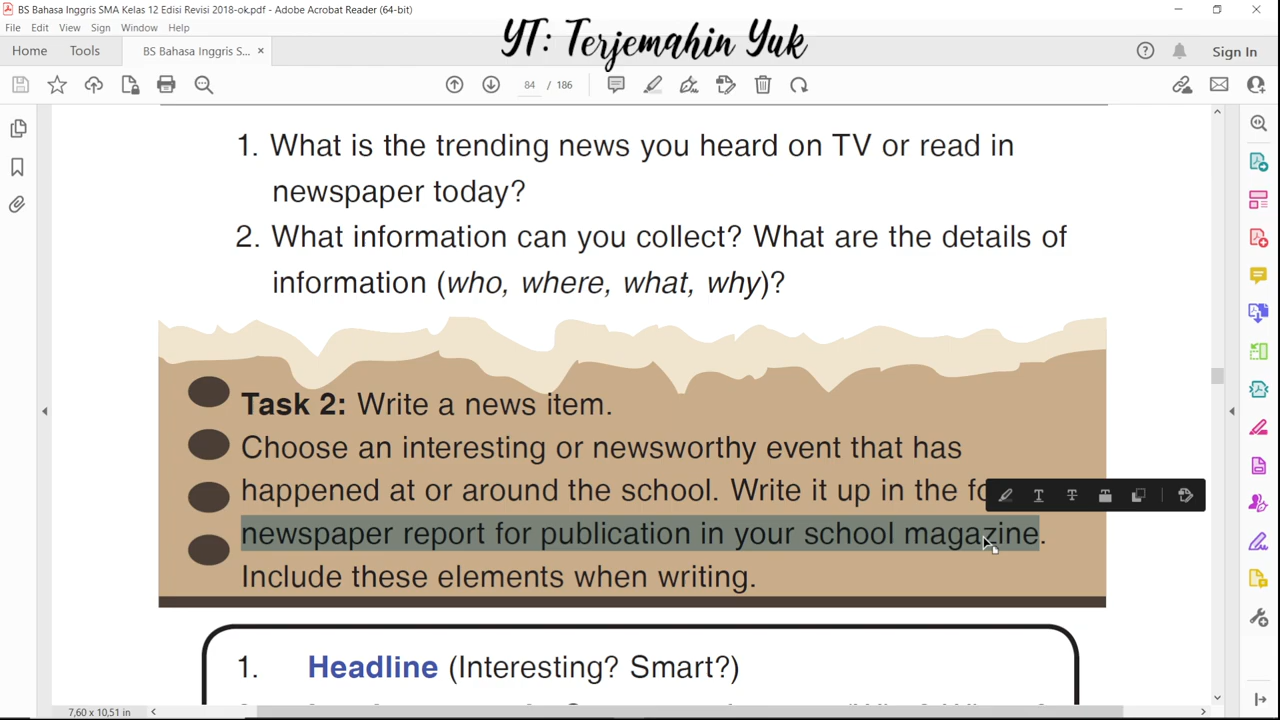 BS Bahasa Inggris SMA Kelas 12 Edisi Revisi 2018-ok.pdf - Adobe Acrobat Reader (64-bit)
YT: Terjemahin Yuk
File Edit View Sign Window Help
Home Tools BS Bahasa Inggris S... × Sign In
84 / 186
1. What is the trending news you heard on TV or read in
newspaper today?
2. What information can you collect? What are the details of
information (who, where, what, why)?
Task 2: Write a news item.
Choose an interesting or newsworthy event that has
happened at or around the school. Write it up in the
newspaper report for publication in your school magazine.
Include these elements when writing.
1. Headline (Interesting? Smart?)
7,60 x 10,51 in